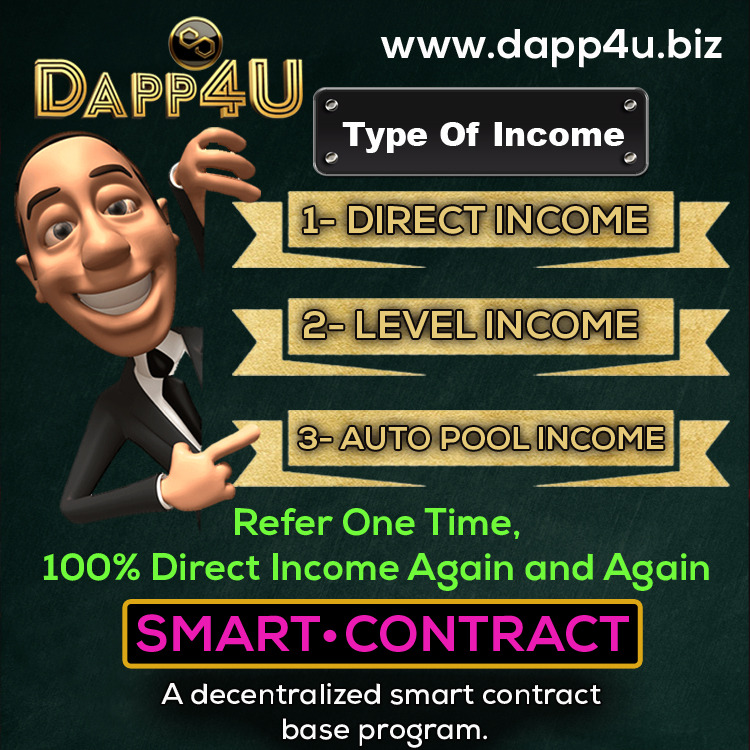 DAPP4U
www.dapp4u.biz
Type Of Income
1- DIRECT INCOME
2- LEVEL INCOME
3- AUTO POOL INCOME
Refer One Time,
100% Direct Income Again and Again
SMART•CONTRACT
A decentralized smart contract
base program.